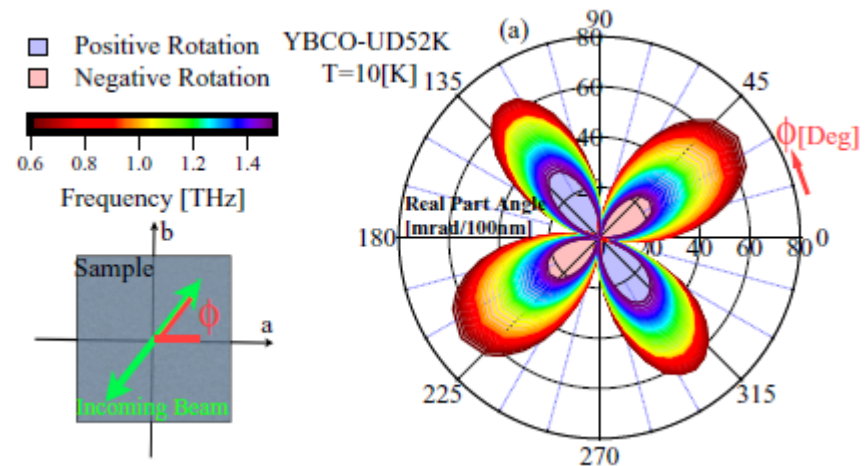 Positive Rotation
Negative Rotation
YBCO-UD52K
T=10[K]
(a)
0.6 0.8 1.0 1.2 1.4
Frequency [THz]
b
Sample
ϕ
a
Incoming Beam
90
80
135
60
45
40
ϕ[Deg]
20
Real Part Angle
[mrad/100nm]
180
20 40 60 80 0
225
315
270